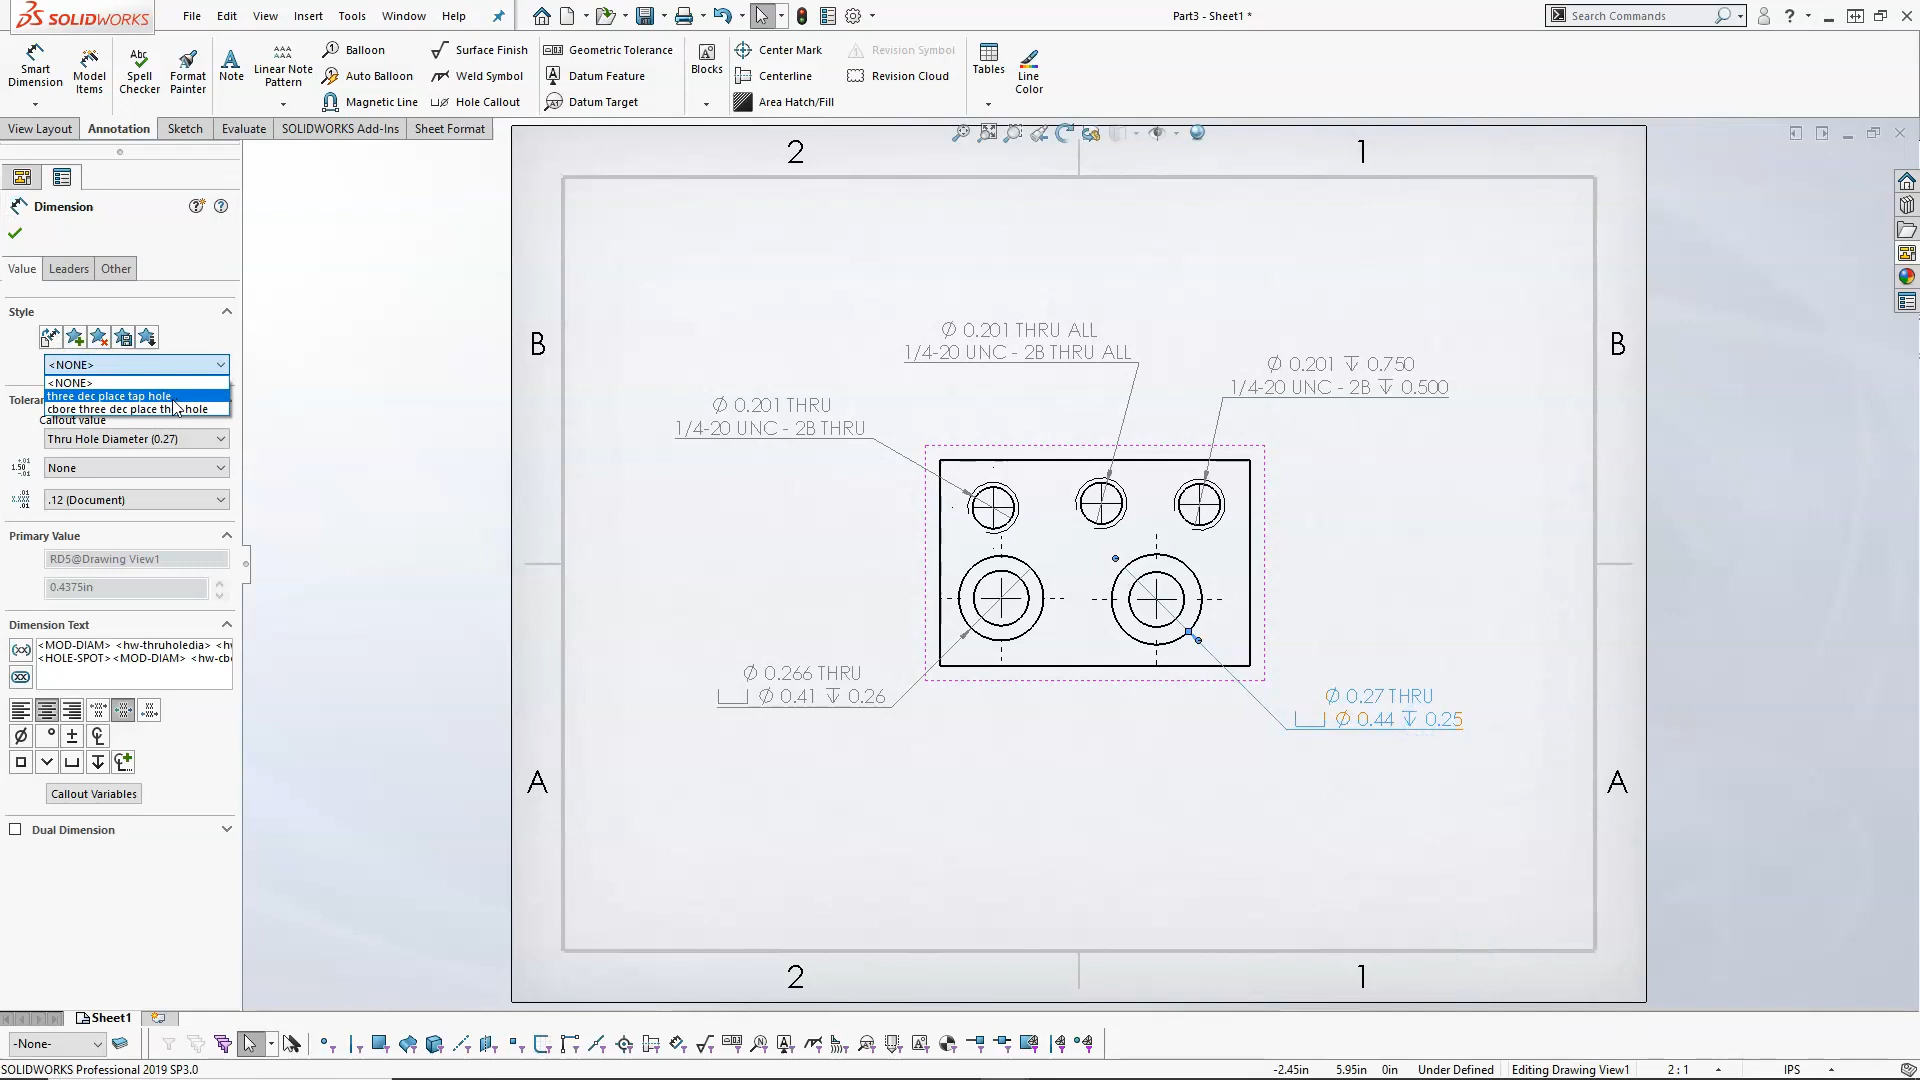 SOLIDWORKS
File Edit View Insert Tools Window Help
Part3 - Sheet1 *
Search Commands
Smart Dimension
Model Items
Spell Checker
Format Painter
Note
Linear Note Pattern
Balloon
Auto Balloon
Magnetic Line
Surface Finish
Weld Symbol
Hole Callout
Geometric Tolerance
Datum Feature
Datum Target
Blocks
Center Mark
Centerline
Area Hatch/Fill
Revision Symbol
Revision Cloud
Tables
Line Color
View Layout Annotation Sketch Evaluate SOLIDWORKS Add-Ins Sheet Format
Dimension
Value Leaders Other
Style
<NONE>
<NONE>
three dec place tap hole
cbore three dec place
Callout value
Thru Hole Diameter (0.27)
None
.12 (Document)
Primary Value
RD5@Drawing View1
0.4375in
Dimension Text
<MOD-DIAM> <hw-thruholedia> <hw
<HOLE-SPOT><MOD-DIAM> <hw-cb
Callout Variables
Dual Dimension
2 1
B B
A A
2 1
Ø 0.201 THRU ALL
1/4-20 UNC - 2B THRU ALL
Ø 0.201 ↧ 0.750
1/4-20 UNC - 2B ↧ 0.500
Ø 0.201 THRU
1/4-20 UNC - 2B THRU
Ø 0.266 THRU
⌴ Ø 0.41 ↧ 0.26
Ø 0.27 THRU
⌴ Ø 0.44 ↧ 0.25
Sheet1
-None-
SOLIDWORKS Professional 2019 SP3.0
-2.45in 5.95in 0in Under Defined Editing Drawing View1 2 : 1 IPS